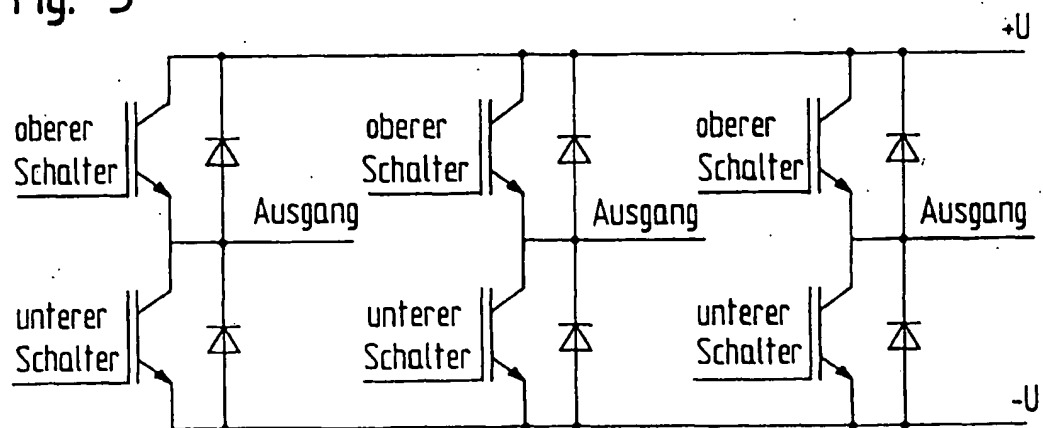 Fig. 3
+U
oberer
Schalter
oberer
Schalter
oberer
Schalter
Ausgang
Ausgang
Ausgang
unterer
Schalter
unterer
Schalter
unterer
Schalter
-U